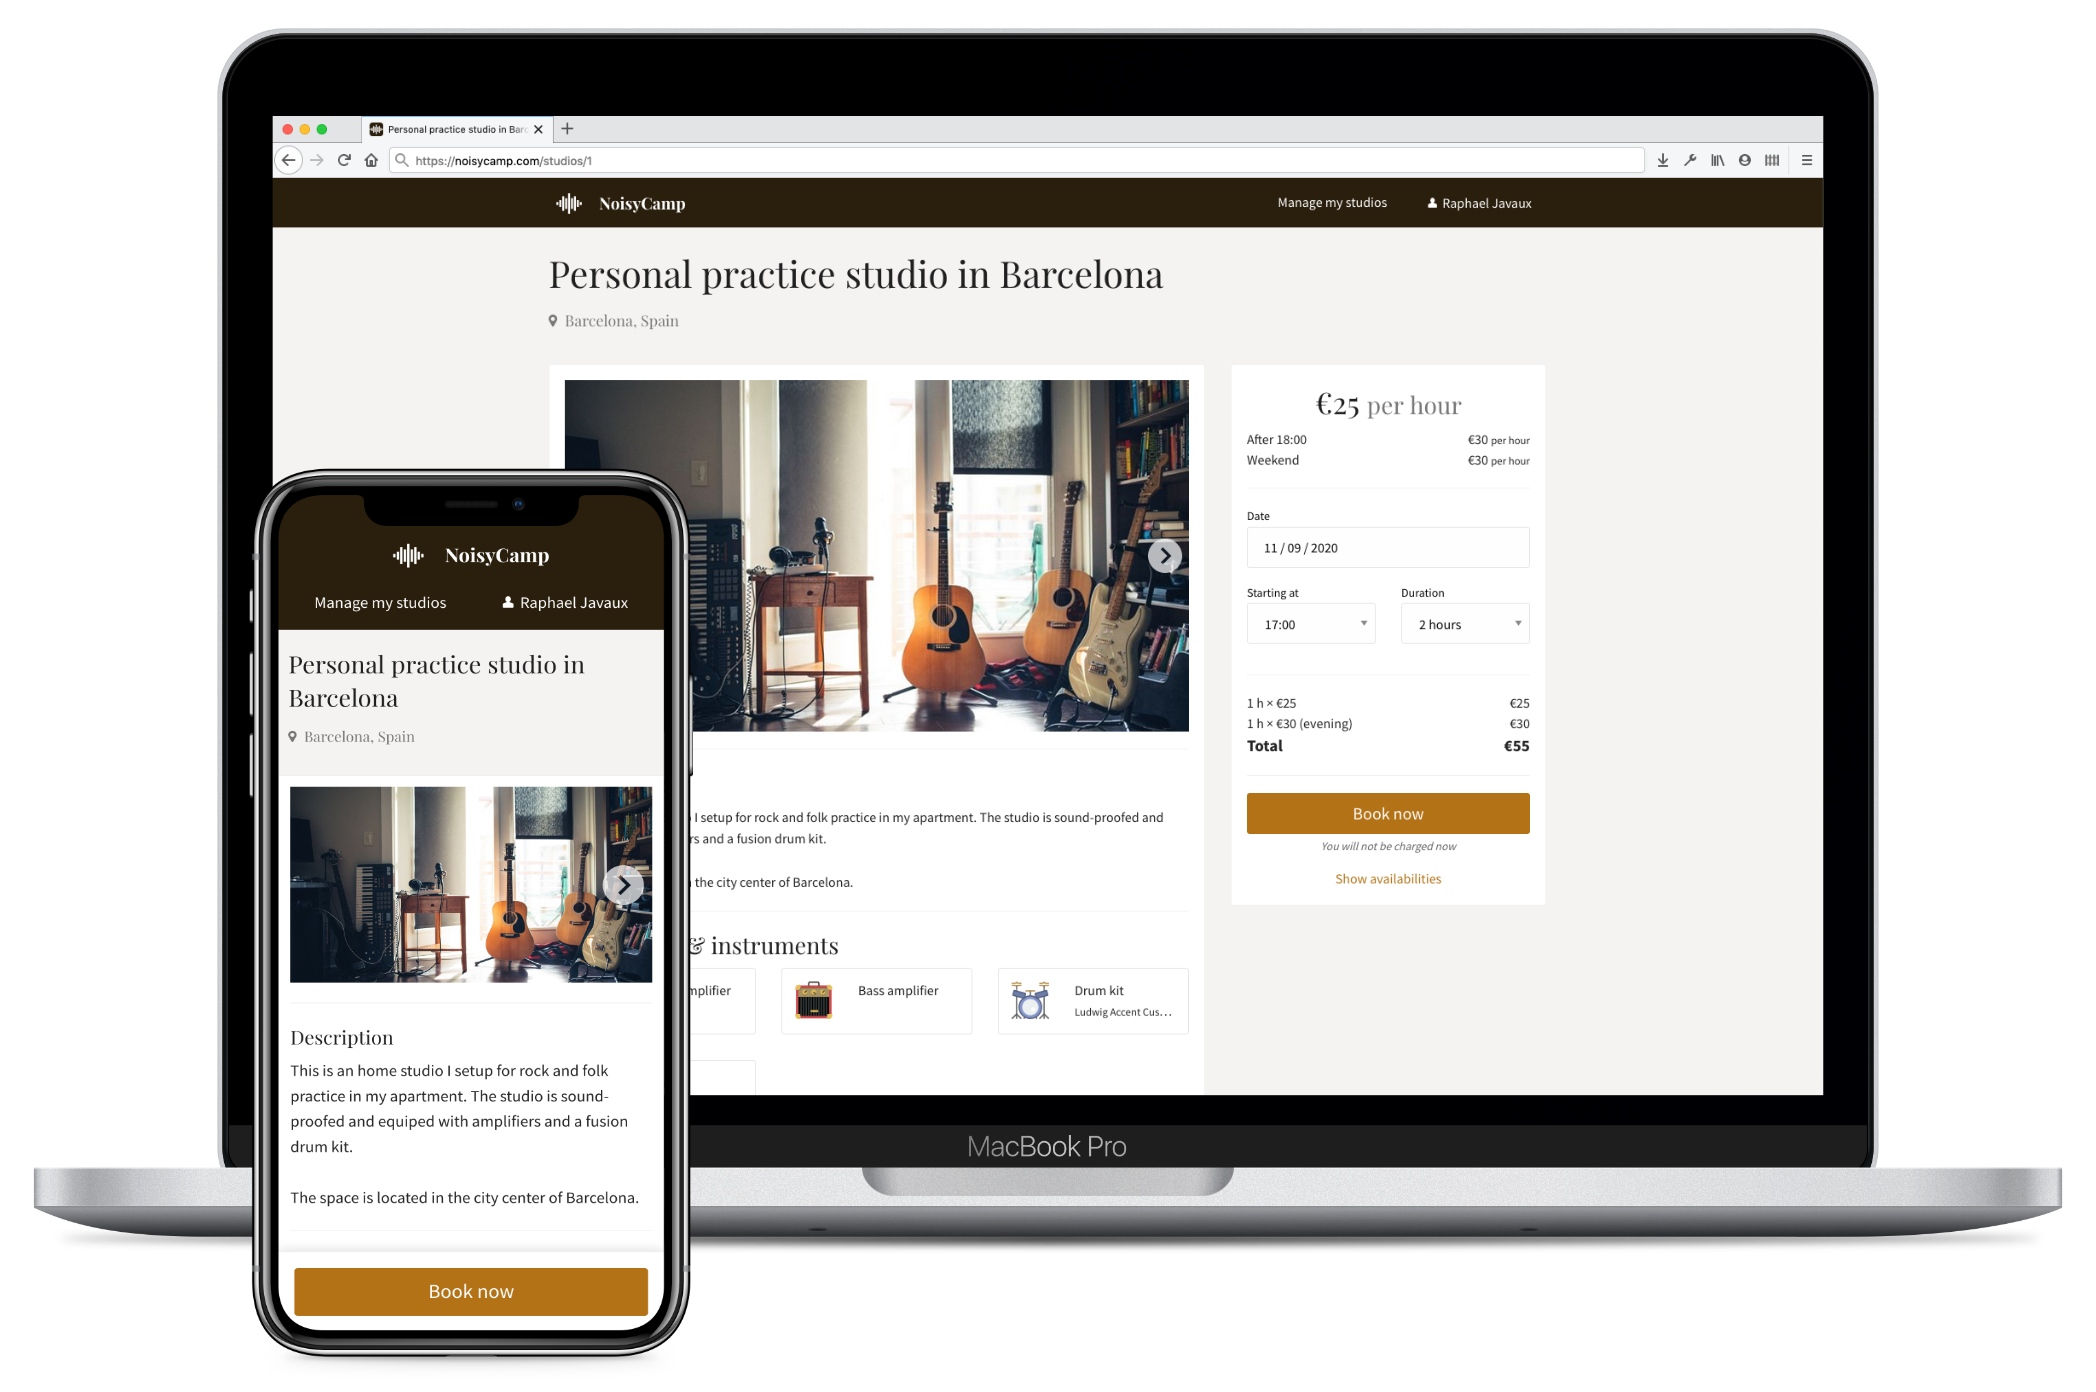 Personal practice studio in Barc
https://noisycamp.com/studios/1
NoisyCamp
Manage my studios
Raphael Javaux
Personal practice studio in Barcelona
Barcelona, Spain
€25 per hour
After 18:00 €30 per hour
Weekend €30 per hour
Date
11 / 09 / 2020
Starting at Duration
17:00 2 hours
1 h × €25 €25
1 h × €30 (evening) €30
Total €55
Book now
You will not be charged now
Show availabilities
I setup for rock and folk practice in my apartment. The studio is sound-proofed and
rs and a fusion drum kit.
the city center of Barcelona.
& instruments
mplifier
Bass amplifier
Drum kit
Ludwig Accent Cus...
MacBook Pro
NoisyCamp
Manage my studios
Raphael Javaux
Personal practice studio in
Barcelona
Barcelona, Spain
Description
This is an home studio I setup for rock and folk
practice in my apartment. The studio is sound-
proofed and equiped with amplifiers and a fusion
drum kit.
The space is located in the city center of Barcelona.
Book now